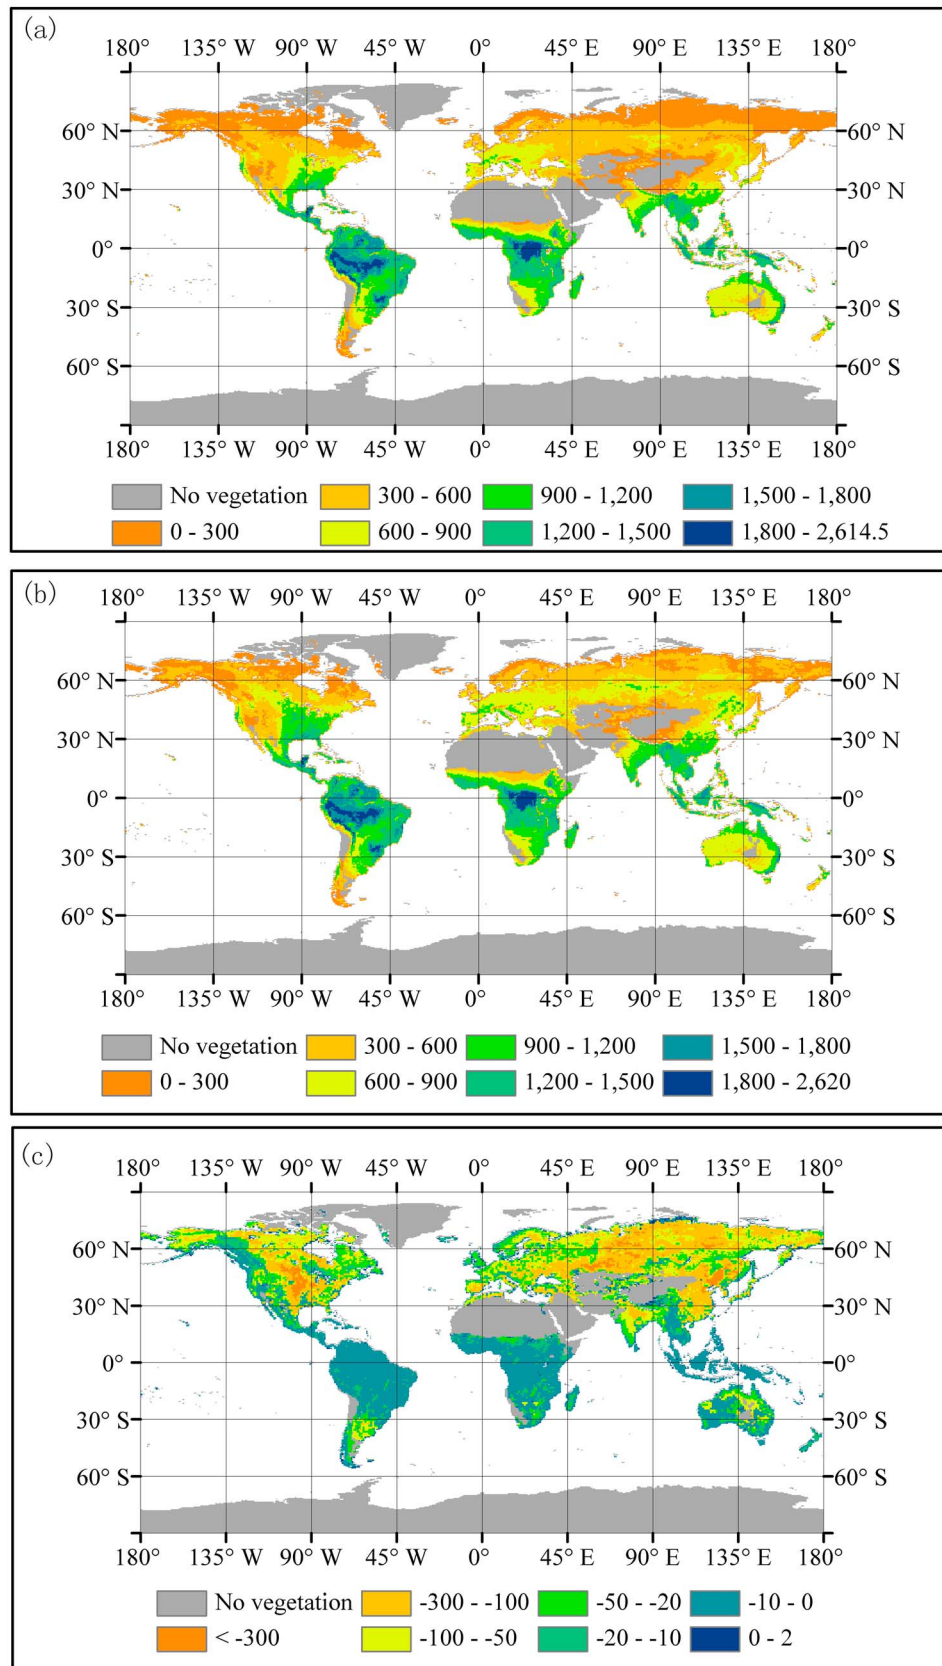 (a)
180° 135° W 90° W 45° W 0° 45° E 90° E 135° E 180°
60° N 60° N
30° N 30° N
0° 0°
30° S 30° S
60° S 60° S
180° 135° W 90° W 45° W 0° 45° E 90° E 135° E 180°
No vegetation 300 - 600 900 - 1,200 1,500 - 1,800
0 - 300 600 - 900 1,200 - 1,500 1,800 - 2,614.5
(b)
180° 135° W 90° W 45° W 0° 45° E 90° E 135° E 180°
60° N 60° N
30° N 30° N
0° 0°
30° S 30° S
60° S 60° S
180° 135° W 90° W 45° W 0° 45° E 90° E 135° E 180°
No vegetation 300 - 600 900 - 1,200 1,500 - 1,800
0 - 300 600 - 900 1,200 - 1,500 1,800 - 2,620
(c)
180° 135° W 90° W 45° W 0° 45° E 90° E 135° E 180°
60° N 60° N
30° N 30° N
0° 0°
30° S 30° S
60° S 60° S
180° 135° W 90° W 45° W 0° 45° E 90° E 135° E 180°
No vegetation -300 - -100 -50 - -20 -10 - 0
< -300 -100 - -50 -20 - -10 0 - 2